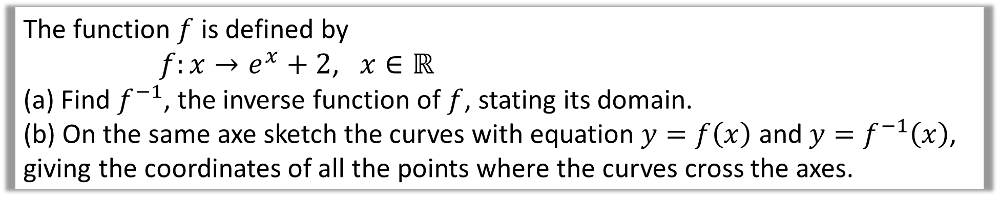 The function f is defined by
f: x → eˣ + 2, x ∈ ℝ
(a) Find f⁻¹, the inverse function of f, stating its domain.
(b) On the same axe sketch the curves with equation y = f(x) and y = f⁻¹(x),
giving the coordinates of all the points where the curves cross the axes.